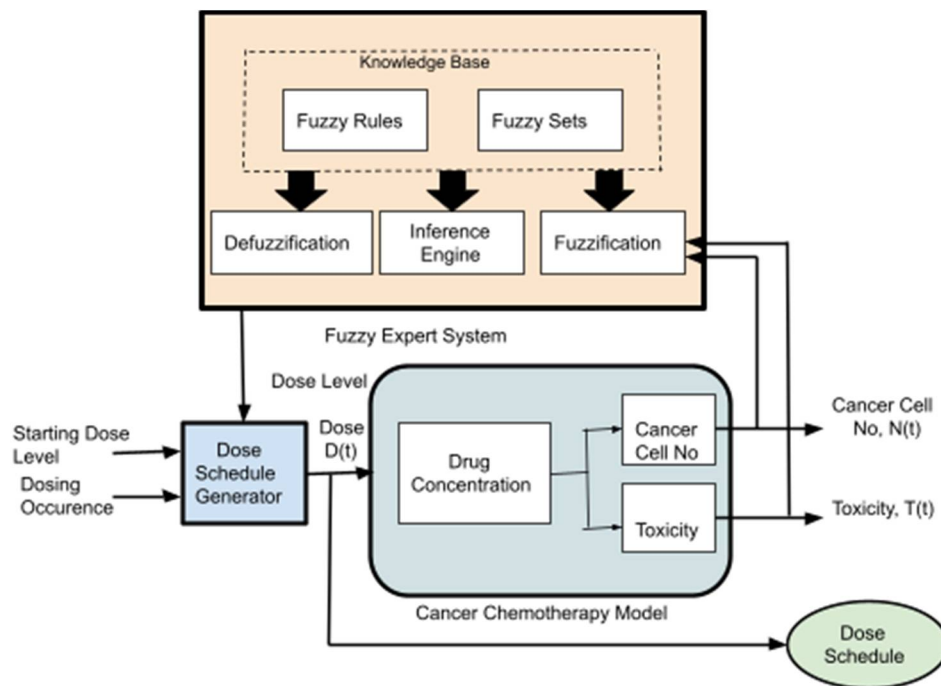 Knowledge Base
Fuzzy Rules
Fuzzy Sets
Defuzzification
Inference
Engine
Fuzzification
Fuzzy Expert System
Dose Level
Starting Dose
Level
Dosing
Occurence
Dose
Schedule
Generator
Dose
D(t)
Drug
Concentration
Cancer
Cell No
Toxicity
Cancer Cell
No, N(t)
Toxicity, T(t)
Cancer Chemotherapy Model
Dose
Schedule